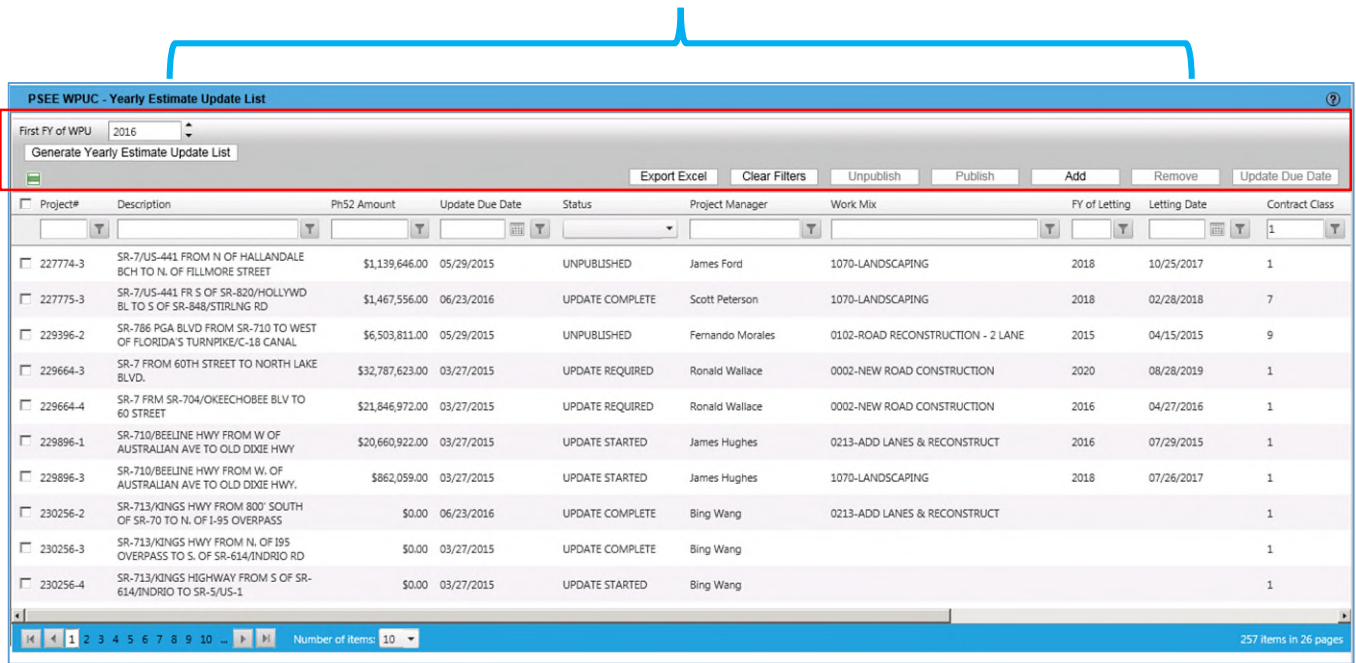 PSEE WPUC - Yearly Estimate Update List ?
First FY of WPU 2016
Generate Yearly Estimate Update List
Export Excel Clear Filters Unpublish Publish Add Remove Update Due Date
Project# Description Ph52 Amount Update Due Date Status Project Manager Work Mix FY of Letting Letting Date Contract Class
1
227774-3 SR-7/US-441 FROM N OF HALLANDALE BCH TO N. OF FILLMORE STREET $1,139,646.00 05/29/2015 UNPUBLISHED James Ford 1070-LANDSCAPING 2018 10/25/2017 1
227775-3 SR-7/US-441 FR S OF SR-820/HOLLYWD BL TO S OF SR-848/STIRLNG RD $1,467,556.00 06/23/2016 UPDATE COMPLETE Scott Peterson 1070-LANDSCAPING 2018 02/28/2018 7
229396-2 SR-786 PGA BLVD FROM SR-710 TO WEST OF FLORIDA'S TURNPIKE/C-18 CANAL $6,503,811.00 05/29/2015 UNPUBLISHED Fernando Morales 0102-ROAD RECONSTRUCTION - 2 LANE 2015 04/15/2015 9
229664-3 SR-7 FROM 60TH STREET TO NORTH LAKE BLVD. $32,787,623.00 03/27/2015 UPDATE REQUIRED Ronald Wallace 0002-NEW ROAD CONSTRUCTION 2020 08/28/2019 1
229664-4 SR-7 FRM SR-704/OKEECHOBEE BLV TO 60 STREET $21,846,972.00 03/27/2015 UPDATE REQUIRED Ronald Wallace 0002-NEW ROAD CONSTRUCTION 2016 04/27/2016 1
229896-1 SR-710/BEELINE HWY FROM W OF AUSTRALIAN AVE TO OLD DIXIE HWY $20,660,922.00 03/27/2015 UPDATE STARTED James Hughes 0213-ADD LANES & RECONSTRUCT 2016 07/29/2015 1
229896-3 SR-710/BEELINE HWY FROM W. OF AUSTRALIAN AVE TO OLD DIXIE HWY. $862,059.00 03/27/2015 UPDATE STARTED James Hughes 1070-LANDSCAPING 2018 07/26/2017 1
230256-2 SR-713/KINGS HWY FROM 800' SOUTH OF SR-70 TO N. OF I-95 OVERPASS $0.00 06/23/2016 UPDATE COMPLETE Bing Wang 0213-ADD LANES & RECONSTRUCT 1
230256-3 SR-713/KINGS HWY FROM N. OF I95 OVERPASS TO S. OF SR-614/INDRIO RD $0.00 03/27/2015 UPDATE COMPLETE Bing Wang 1
230256-4 SR-713/KINGS HIGHWAY FROM S OF SR-614/INDRIO TO SR-5/US-1 $0.00 03/27/2015 UPDATE STARTED Bing Wang 1
1 2 3 4 5 6 7 8 9 10 ... Number of items: 10 257 items in 26 pages